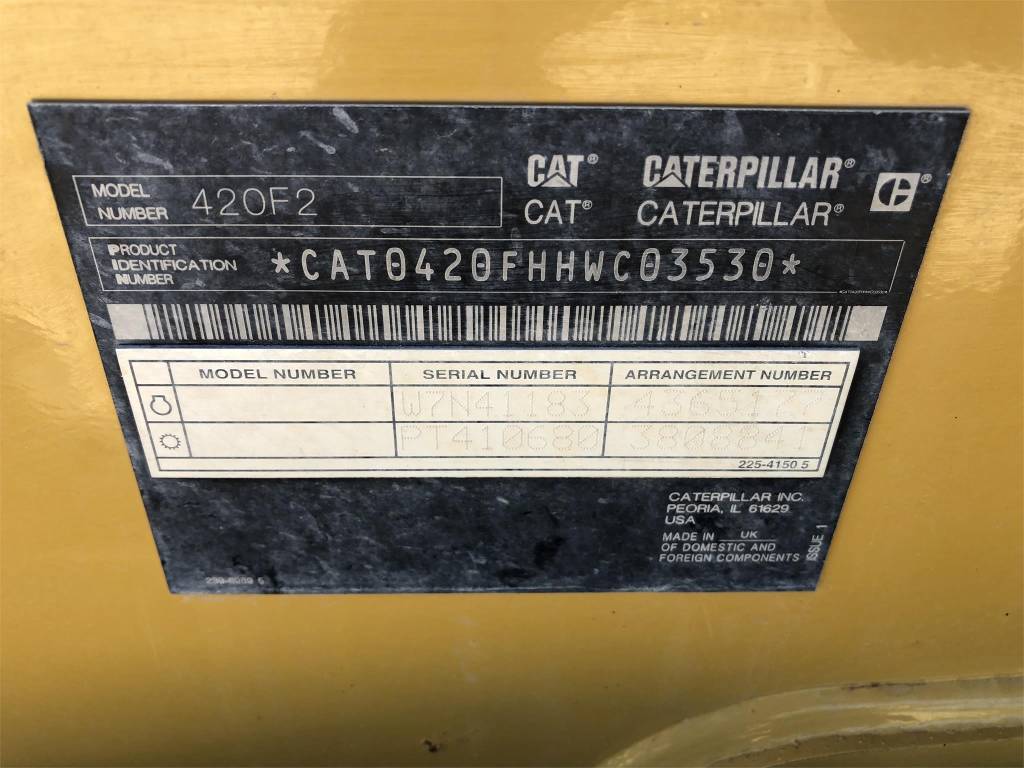 MODEL NUMBER 420F2
CAT® CATERPILLAR®
CAT® CATERPILLAR®
PRODUCT IDENTIFICATION NUMBER *CAT0420FHHWC03530*
MODEL NUMBER SERIAL NUMBER ARRANGEMENT NUMBER
W7N41183 4365127
PT410680 3808841
225-4150 5
CATERPILLAR INC.
PEORIA, IL 61629
USA
MADE IN UK
OF DOMESTIC AND
FOREIGN COMPONENTS
ISSUE 1